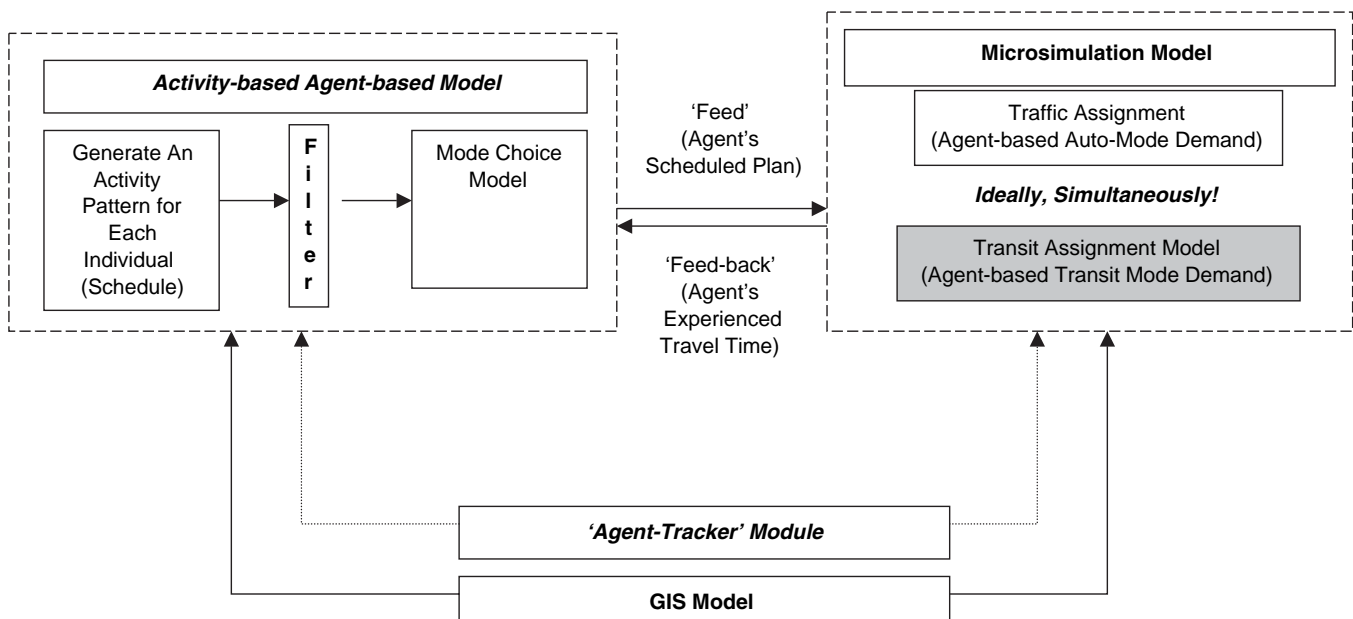 Activity-based Agent-based Model
Generate An
Activity
Pattern for
Each
Individual
(Schedule)
F
i
l
t
e
r
Mode Choice
Model
‘Feed’
(Agent’s
Scheduled Plan)
‘Feed-back’
(Agent’s
Experienced
Travel Time)
Microsimulation Model
Traffic Assignment
(Agent-based Auto-Mode Demand)
Ideally, Simultaneously!
Transit Assignment Model
(Agent-based Transit Mode Demand)
‘Agent-Tracker’ Module
GIS Model